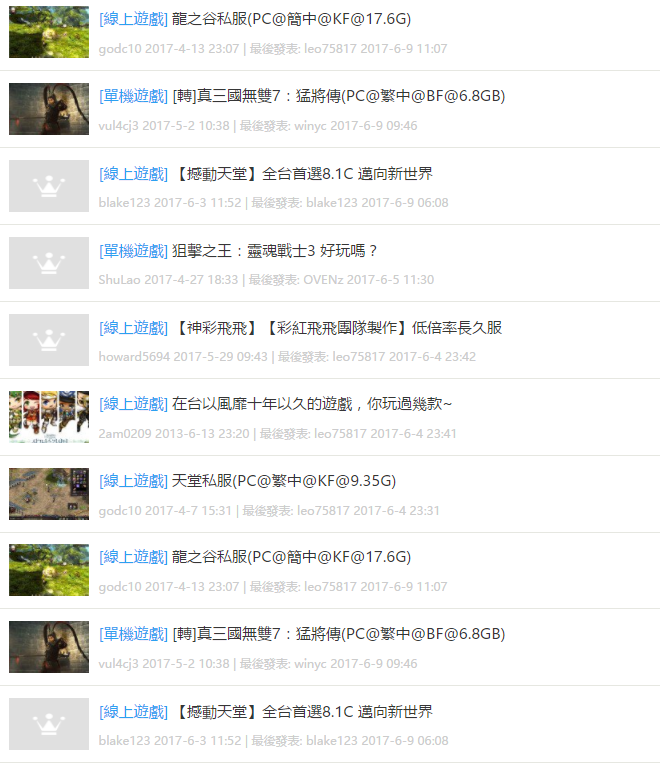 [線上遊戲] 龍之谷私服(PC@簡中@KF@17.6G)
godc10 2017-4-13 23:07 | 最後發表: leo75817 2017-6-9 11:07
[單機遊戲] [轉]真三國無雙7：猛將傳(PC@繁中@BF@6.8GB)
vul4cj3 2017-5-2 10:38 | 最後發表: winyc 2017-6-9 09:46
[線上遊戲] 【撼動天堂】全台首選8.1C 邁向新世界
blake123 2017-6-3 11:52 | 最後發表: blake123 2017-6-9 06:08
[單機遊戲] 狙擊之王：靈魂戰士3 好玩嗎？
ShuLao 2017-4-27 18:33 | 最後發表: OVENz 2017-6-5 11:30
[線上遊戲] 【神彩飛飛】【彩紅飛飛團隊製作】低倍率長久服
howard5694 2017-5-29 09:43 | 最後發表: leo75817 2017-6-4 23:42
[線上遊戲] 在台以風靡十年以久的遊戲，你玩過幾款~
2am0209 2013-6-13 23:20 | 最後發表: leo75817 2017-6-4 23:41
[線上遊戲] 天堂私服(PC@繁中@KF@9.35G)
godc10 2017-4-7 15:31 | 最後發表: leo75817 2017-6-4 23:31
[線上遊戲] 龍之谷私服(PC@簡中@KF@17.6G)
godc10 2017-4-13 23:07 | 最後發表: leo75817 2017-6-9 11:07
[單機遊戲] [轉]真三國無雙7：猛將傳(PC@繁中@BF@6.8GB)
vul4cj3 2017-5-2 10:38 | 最後發表: winyc 2017-6-9 09:46
[線上遊戲] 【撼動天堂】全台首選8.1C 邁向新世界
blake123 2017-6-3 11:52 | 最後發表: blake123 2017-6-9 06:08